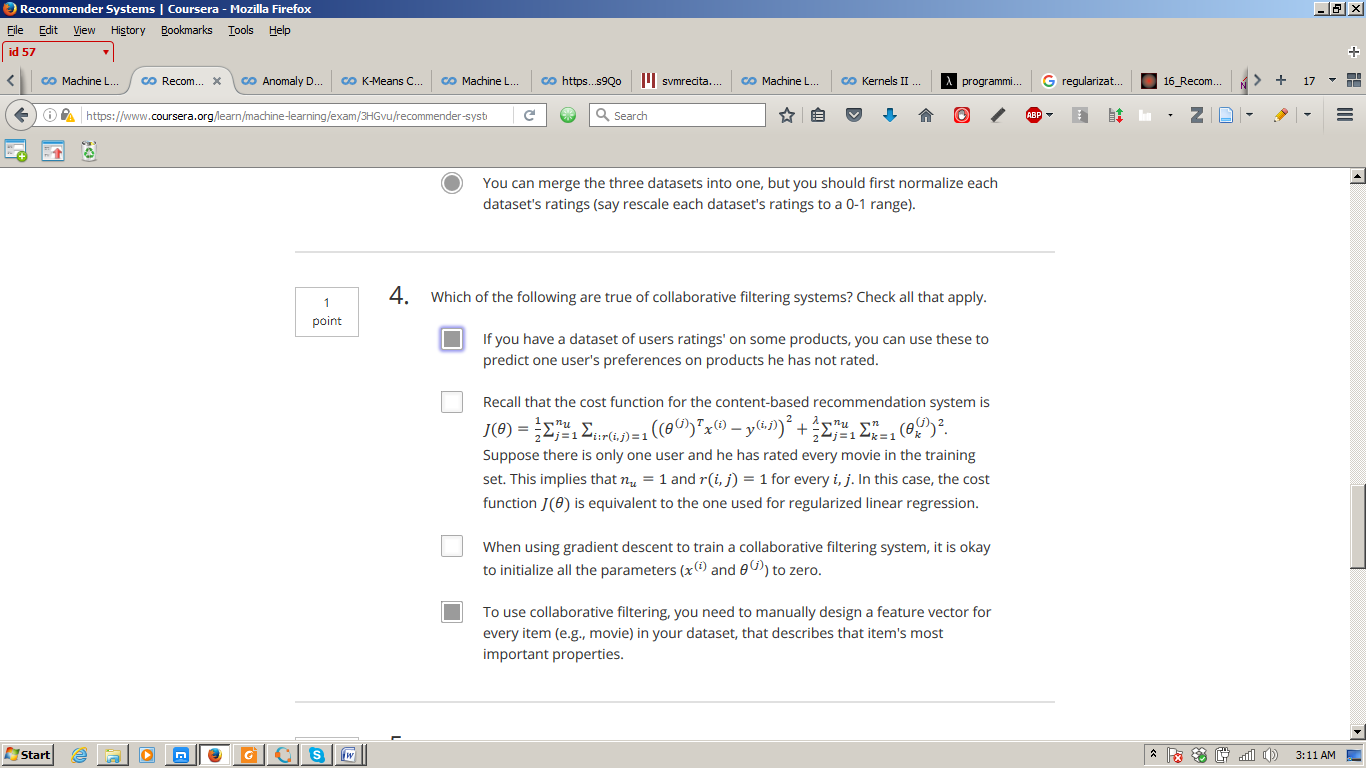 Recommender Systems | Coursera - Mozilla Firefox
File Edit View History Bookmarks Tools Help
id 57
Machine L... Recom... Anomaly D... K-Means C... Machine L... https...s9Qo svmrecita... Machine L... Kernels II ... programmi... regularizat... 16_Recom... 17
https://www.coursera.org/learn/machine-learning/exam/3HGvu/recommender-syst Search ABP
You can merge the three datasets into one, but you should first normalize each
dataset's ratings (say rescale each dataset's ratings to a 0-1 range).
1
point
4. Which of the following are true of collaborative filtering systems? Check all that apply.
If you have a dataset of users ratings' on some products, you can use these to
predict one user's preferences on products he has not rated.
Recall that the cost function for the content-based recommendation system is
J(θ) = ½∑ⱼ₌₁ⁿᵘ ∑_{i:r(i,j)=1} ((θ^(j))^T x^(i) − y^(i,j))² + λ/2 ∑ⱼ₌₁ⁿᵘ ∑ₖ₌₁ⁿ (θₖ^(j))².
Suppose there is only one user and he has rated every movie in the training
set. This implies that nᵤ = 1 and r(i, j) = 1 for every i, j. In this case, the cost
function J(θ) is equivalent to the one used for regularized linear regression.
When using gradient descent to train a collaborative filtering system, it is okay
to initialize all the parameters (x^(i) and θ^(j)) to zero.
To use collaborative filtering, you need to manually design a feature vector for
every item (e.g., movie) in your dataset, that describes that item's most
important properties.
Start 3:11 AM